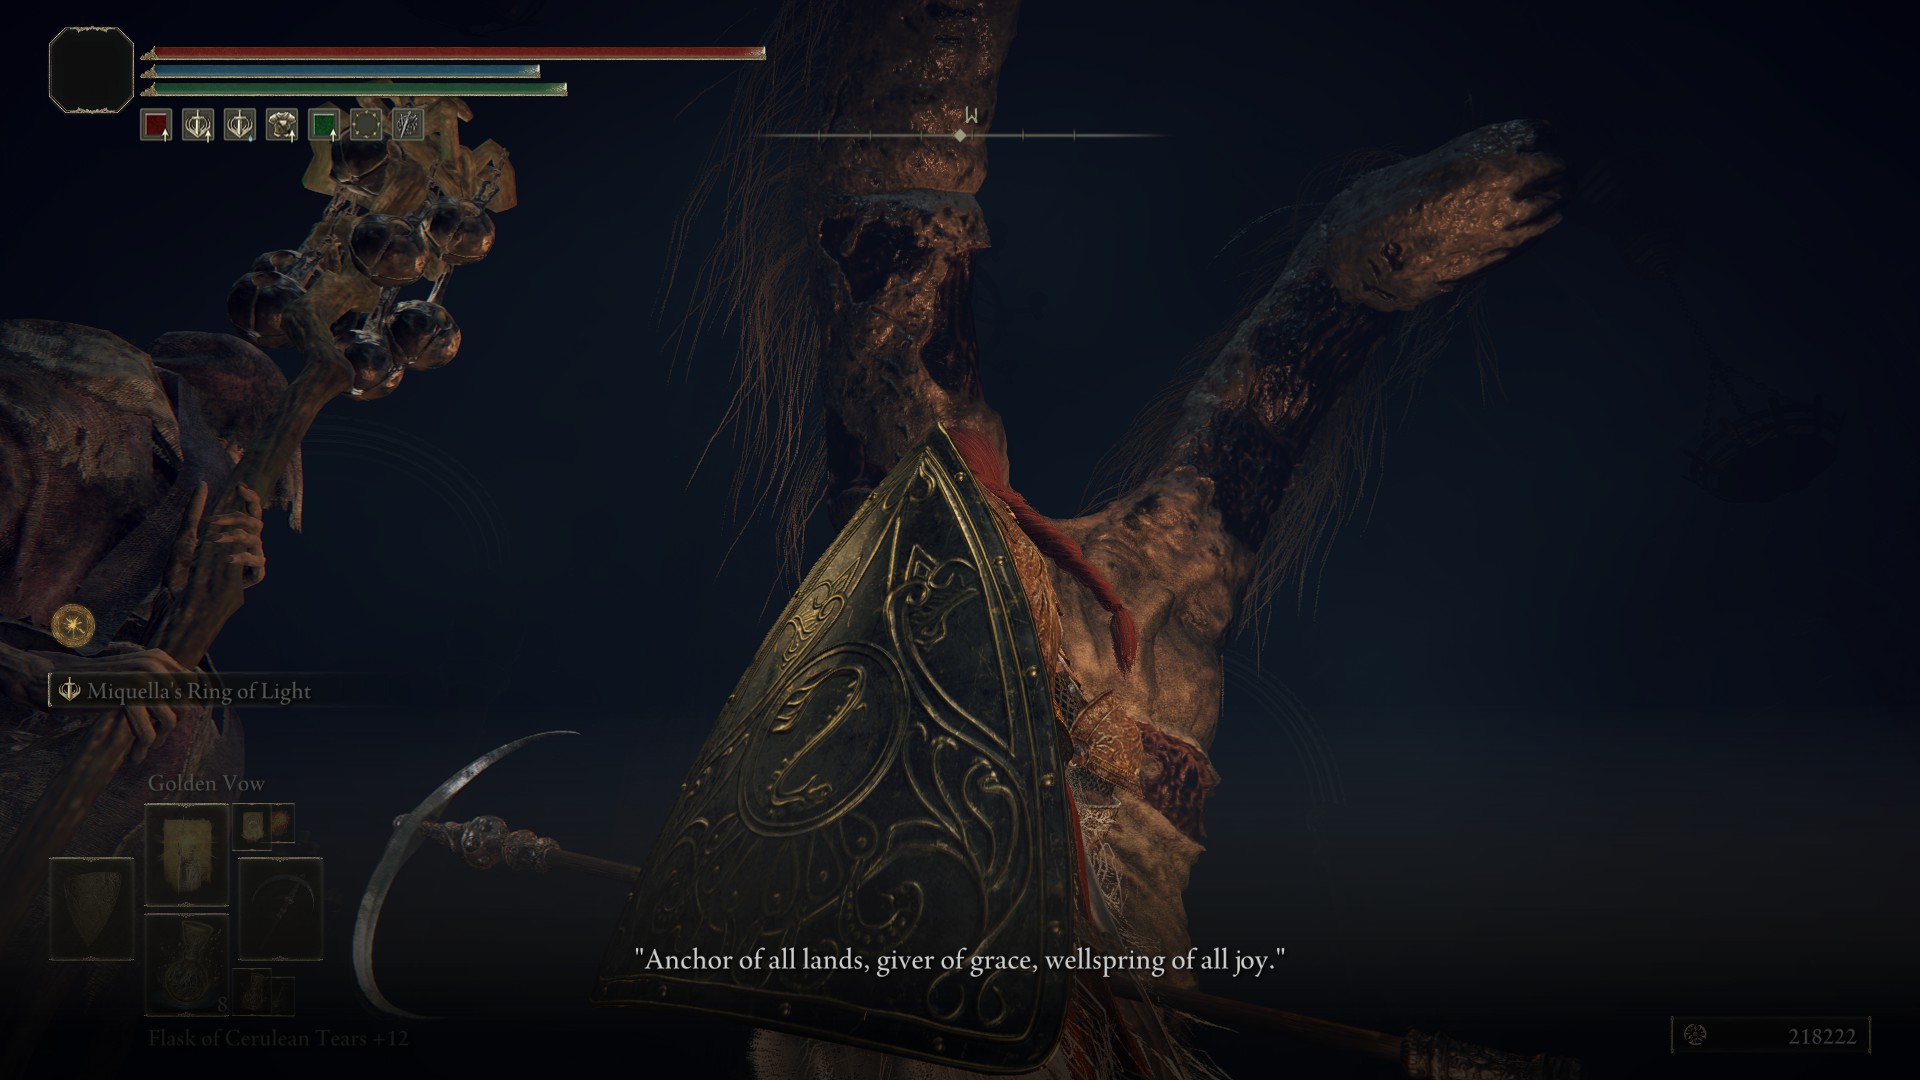 W
Miquella's Ring of Light
Golden Vow
8
"Anchor of all lands, giver of grace, wellspring of all joy."
Flask of Cerulean Tears +12
218222